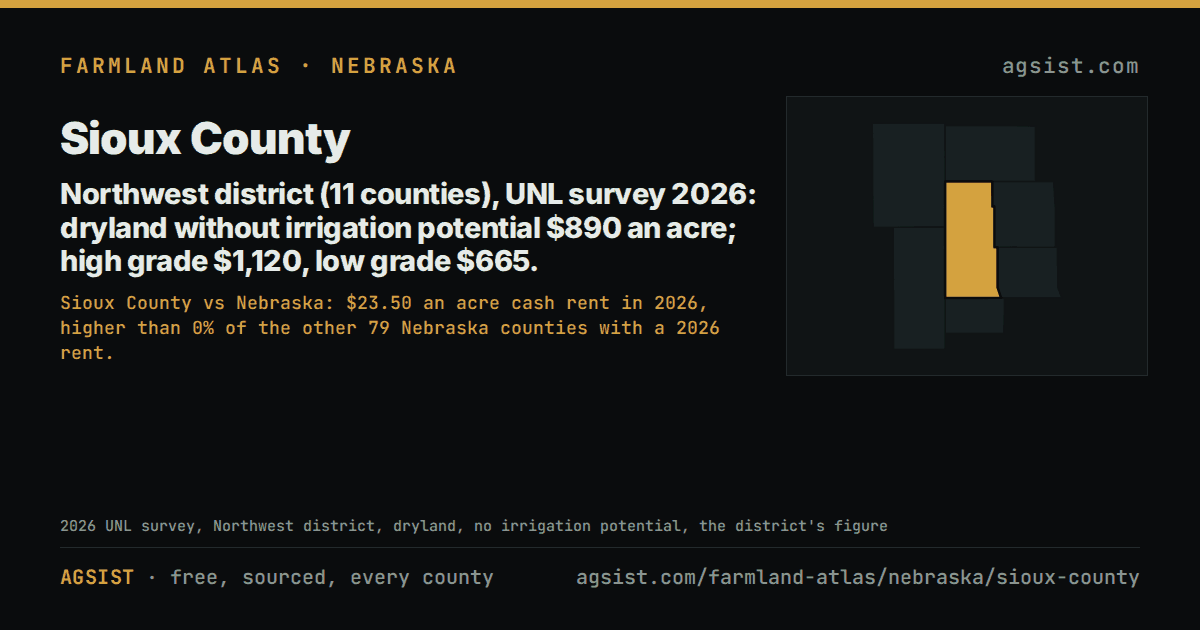 FARMLAND ATLAS · NEBRASKA
agsist.com
Sioux County
Northwest district (11 counties), UNL survey 2026:
dryland without irrigation potential $890 an acre;
high grade $1,120, low grade $665.
Sioux County vs Nebraska: $23.50 an acre cash rent in 2026,
higher than 0% of the other 79 Nebraska counties with a 2026
rent.
2026 UNL survey, Northwest district, dryland, no irrigation potential, the district's figure
AGSIST · free, sourced, every county
agsist.com/farmland-atlas/nebraska/sioux-county